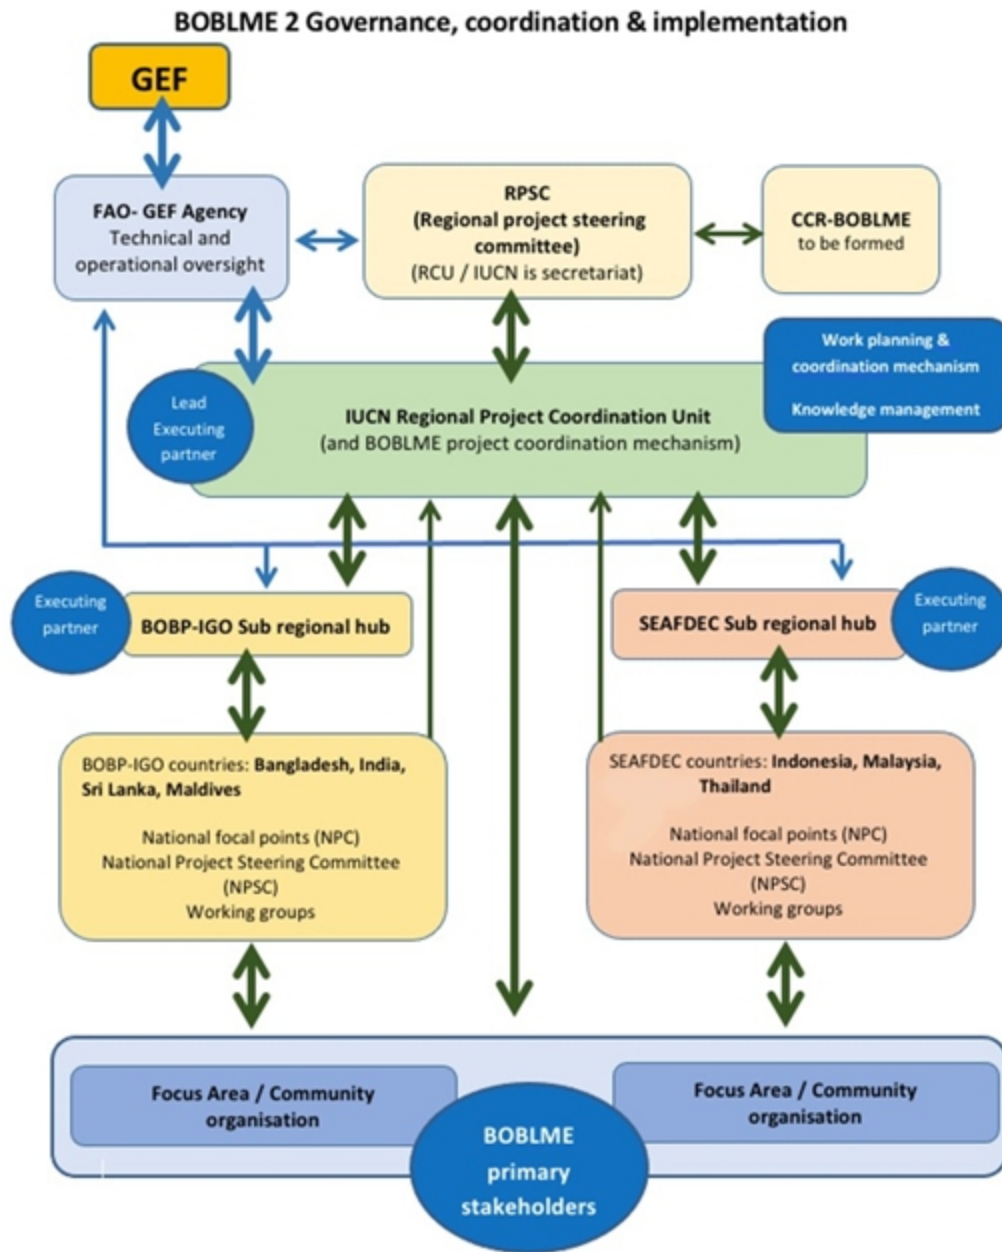 BOBLME 2 Governance, coordination & implementation
GEF
FAO- GEF Agency
Technical and
operational oversight
RPSC
(Regional project steering
committee)
(RCU / IUCN is secretariat)
CCR-BOBLME
to be formed
Work planning &
coordination mechanism
Knowledge management
Lead
Executing
partner
IUCN Regional Project Coordination Unit
(and BOBLME project coordination mechanism)
Executing
partner
BOBP-IGO Sub regional hub
SEAFDEC Sub regional hub
Executing
partner
BOBP-IGO countries: Bangladesh, India,
Sri Lanka, Maldives
National focal points (NPC)
National Project Steering Committee
(NPSC)
Working groups
SEAFDEC countries: Indonesia, Malaysia,
Thailand
National focal points (NPC)
National Project Steering Committee
(NPSC)
Working groups
Focus Area / Community
organisation
Focus Area / Community
organisation
BOBLME
primary
stakeholders